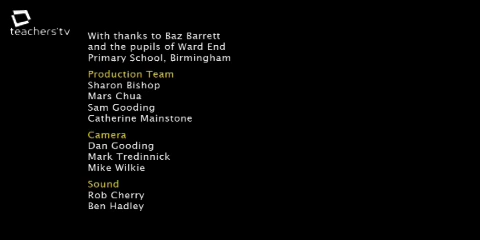 teachers'tv
With thanks to Baz Barrett
and the pupils of Ward End
Primary School, Birmingham
Production Team
Sharon Bishop
Mars Chua
Sam Gooding
Catherine Mainstone
Camera
Dan Gooding
Mark Tredinnick
Mike Wilkie
Sound
Rob Cherry
Ben Hadley